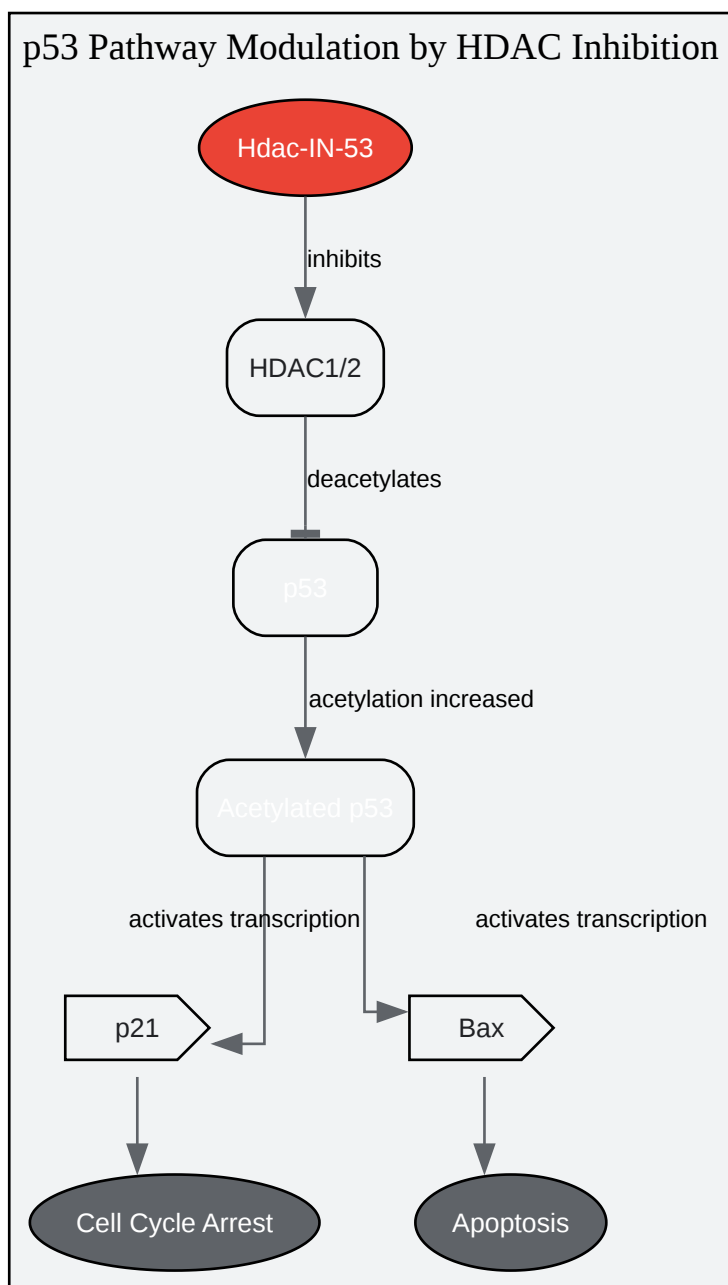 p53 Pathway Modulation by HDAC Inhibition
Hdac-IN-53
inhibits
HDAC1/2
deacetylates
p53
acetylation increased
Acetylated p53
activates transcription
activates transcription
p21
Bax
Cell Cycle Arrest
Apoptosis